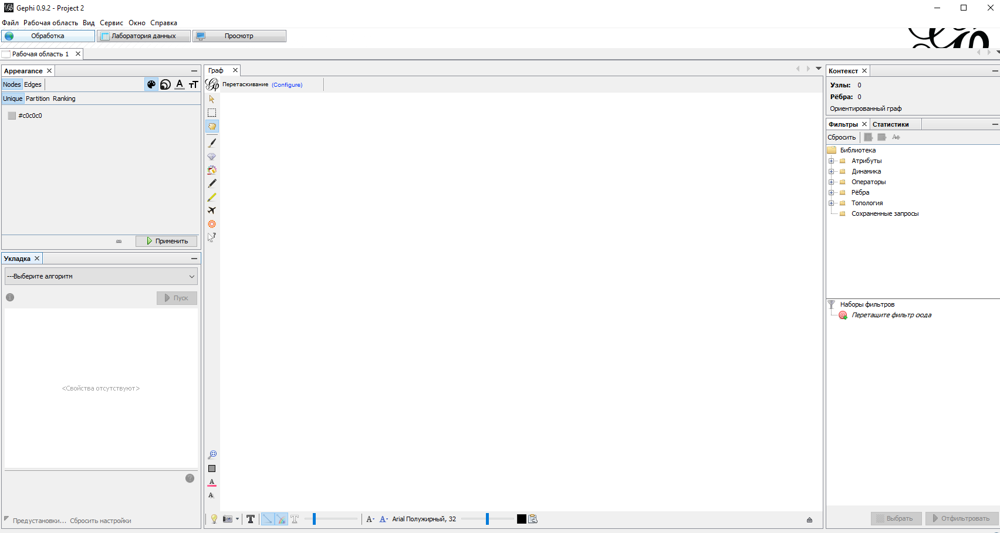 Gephi 0.9.2 - Project 2
Файл Рабочая область Вид Сервис Окно Справка
Обработка Лаборатория данных Просмотр
Рабочая область 1
Appearance
Nodes Edges
Unique Partition Ranking
#c0c0c0
Применить
Укладка
---Выберите алгоритм
Пуск
<Свойства отсутствуют>
Предустановки... Сбросить настройки
Граф
Перетаскивание (Configure)
Arial Полужирный, 32
Контекст
Узлы: 0
Рёбра: 0
Ориентированный граф
Фильтры Статистики
Сбросить
Библиотека
Атрибуты
Динамика
Операторы
Рёбра
Топология
Сохраненные запросы
Наборы фильтров
Перетащите фильтр сюда
Выбрать Отфильтровать